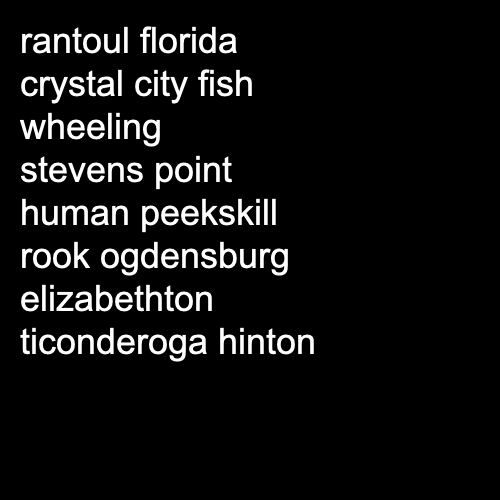 rantoul florida
crystal city fish
wheeling
stevens point
human peekskill
rook ogdensburg
elizabethton
ticonderoga hinton